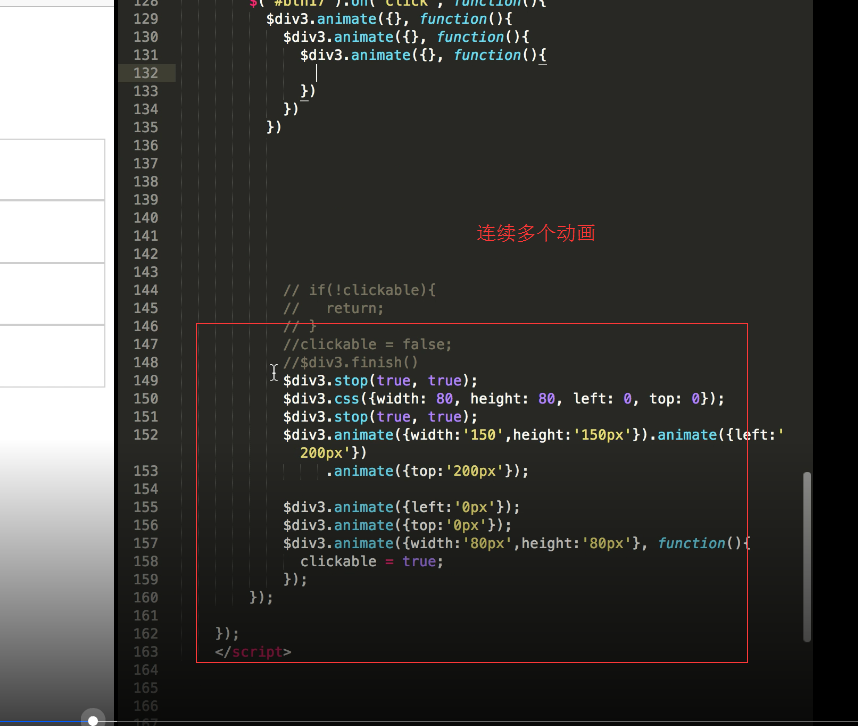 128 $('#btn17').on('click', function(){
129 $div3.animate({}, function(){
130 $div3.animate({}, function(){
131 $div3.animate({}, function(){
132
133 })
134 })
135 })
136
137
138
139
140
141 连续多个动画
142
143
144 // if(!clickable){
145 //   return;
146 // }
147 //clickable = false;
148 //$div3.finish()
149 $div3.stop(true, true);
150 $div3.css({width: 80, height: 80, left: 0, top: 0});
151 $div3.stop(true, true);
152 $div3.animate({width:'150',height:'150px'}).animate({left:'
200px'})
153 .animate({top:'200px'});
154
155 $div3.animate({left:'0px'});
156 $div3.animate({top:'0px'});
157 $div3.animate({width:'80px',height:'80px'}, function(){
158 clickable = true;
159 });
160 });
161
162 });
163 </script>
164
165
166
167